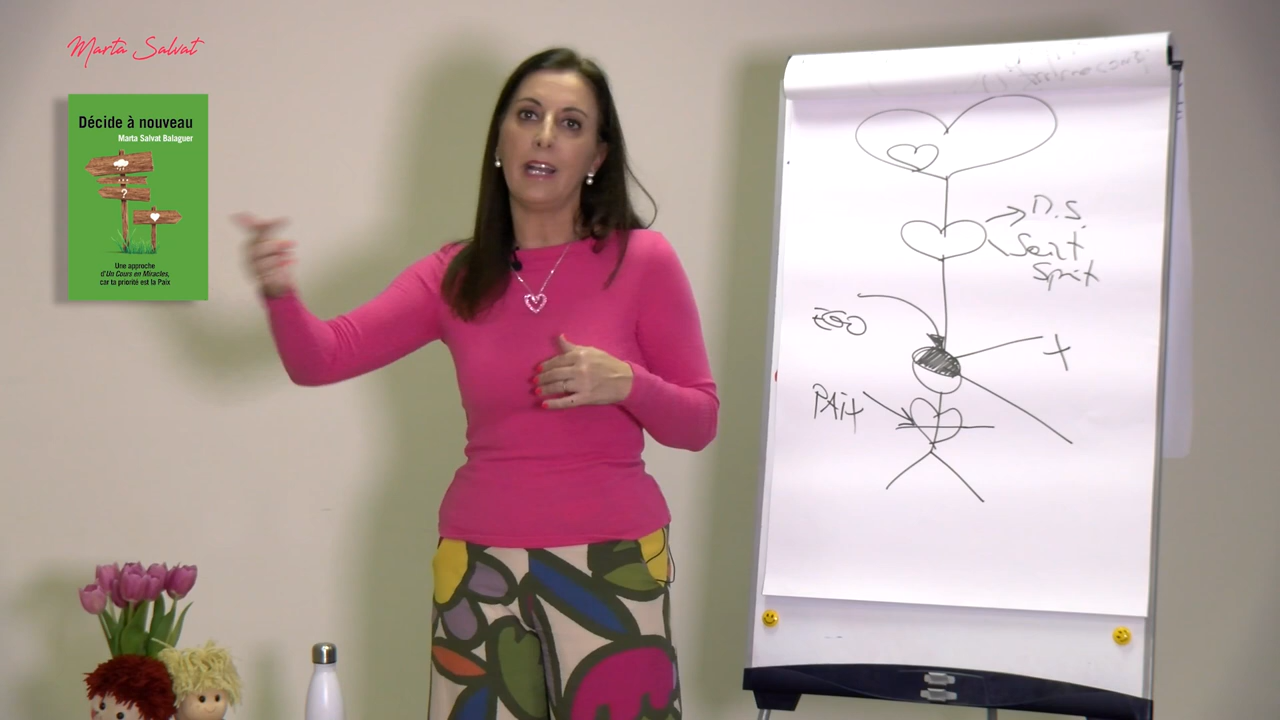 Marta Salvat
Décide à nouveau
Marta Salvat Balaguer
?
Une approche
d'Un Cours en Miracles,
car ta priorité est la Paix
D.S.
Saint
Sprit
EGO
+
PAIX